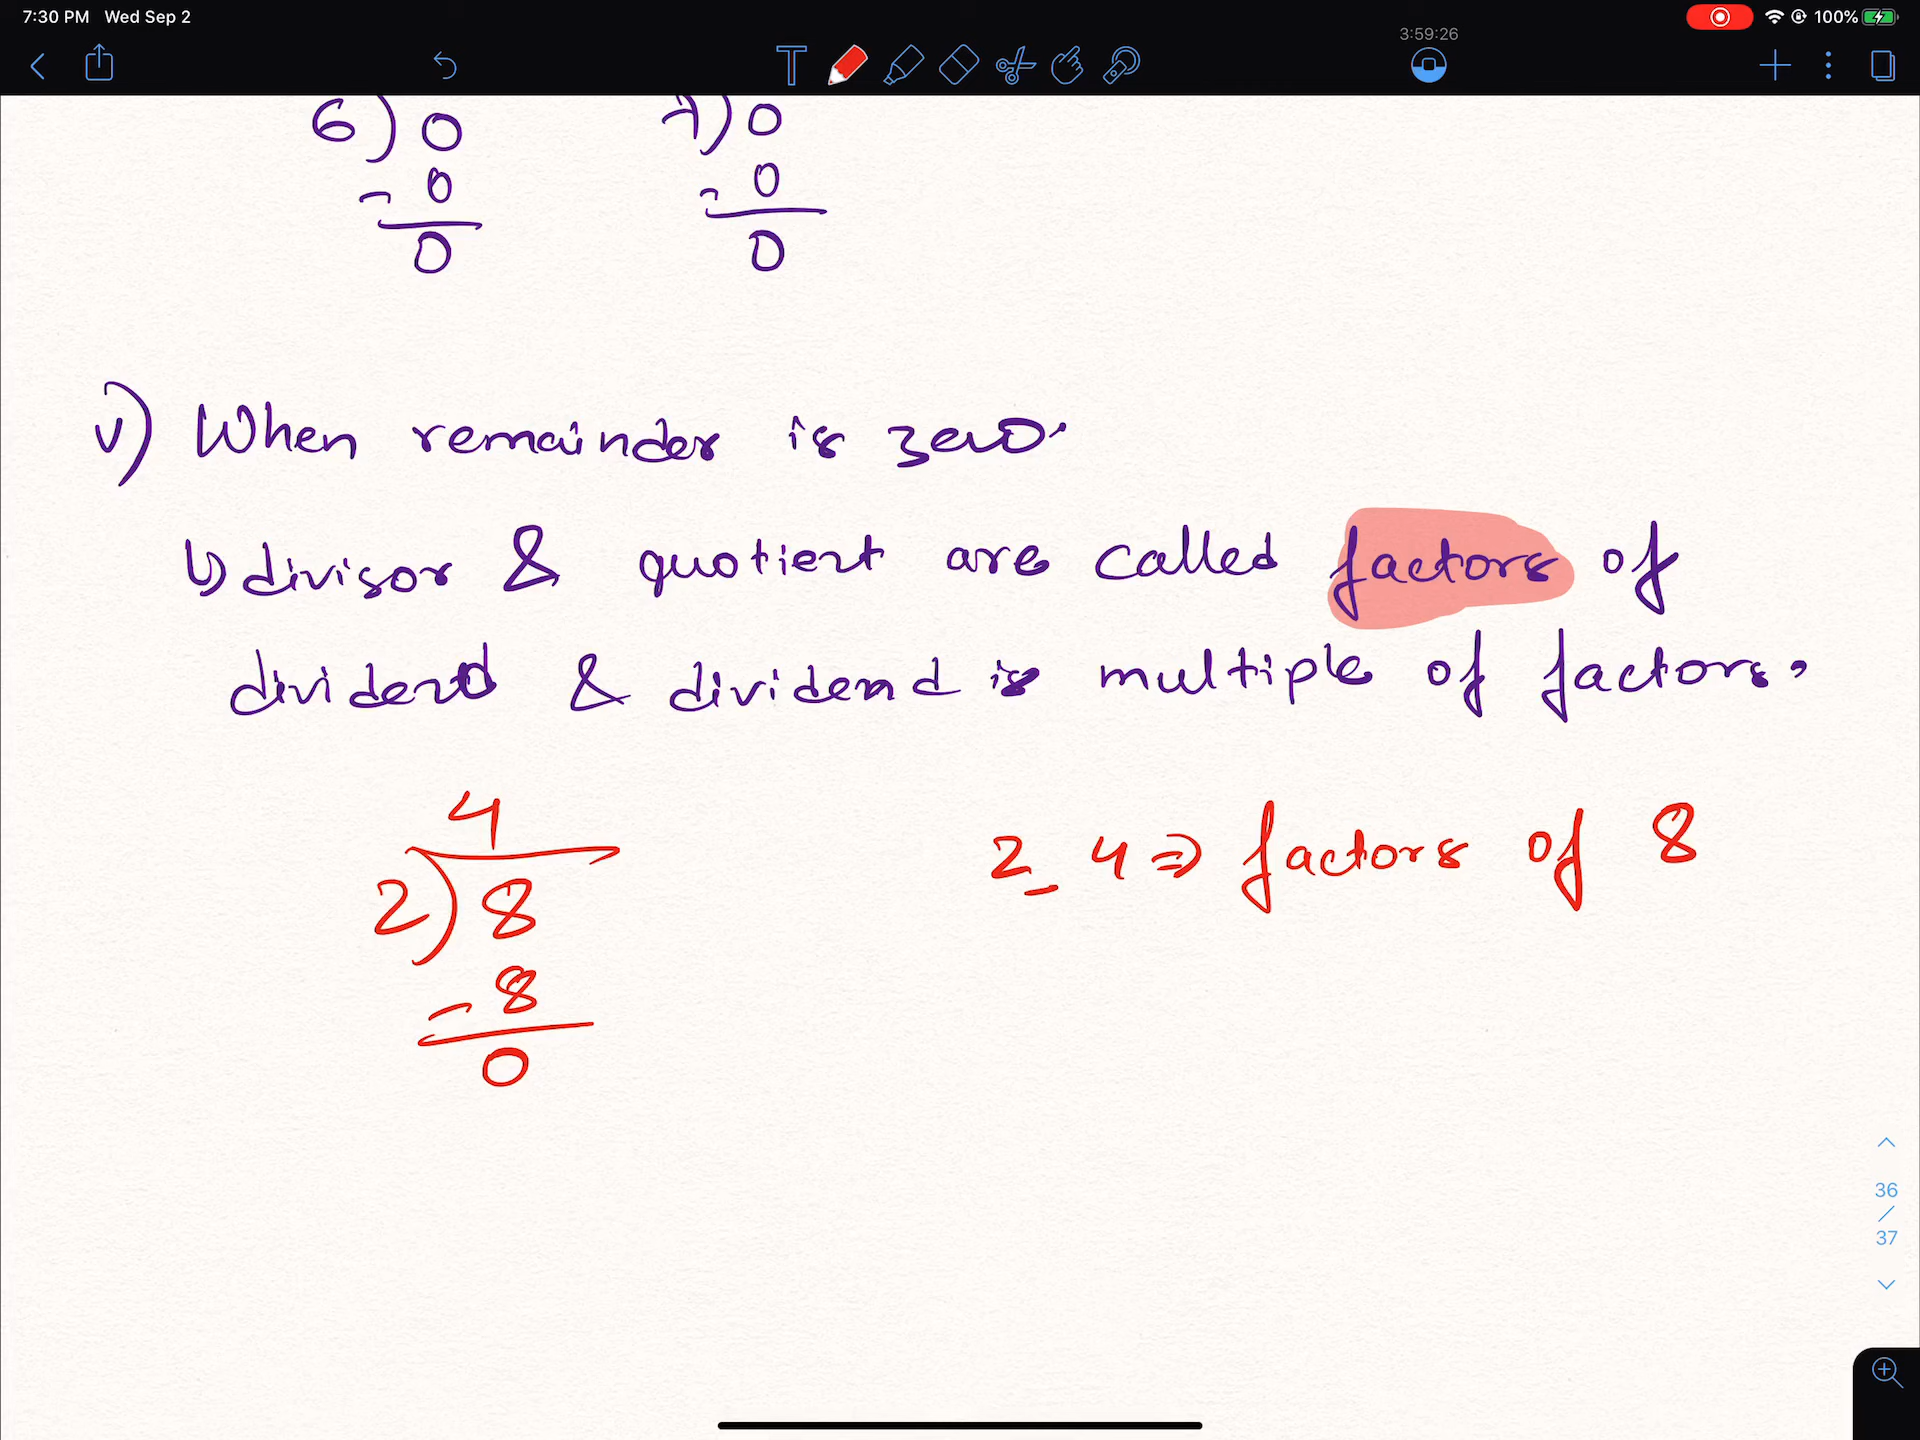 7:30 PM Wed Sep 2
100%
3:59:26
T
6) 0 7) 0
- 0 - 0
0 0
v) When remainder is zero.
↳ divisor & quotient are called factors of
dividend & dividend is multiple of factors.
4
2) 8
- 8
0
2, 4 ⇒ factors of 8
36
/
37